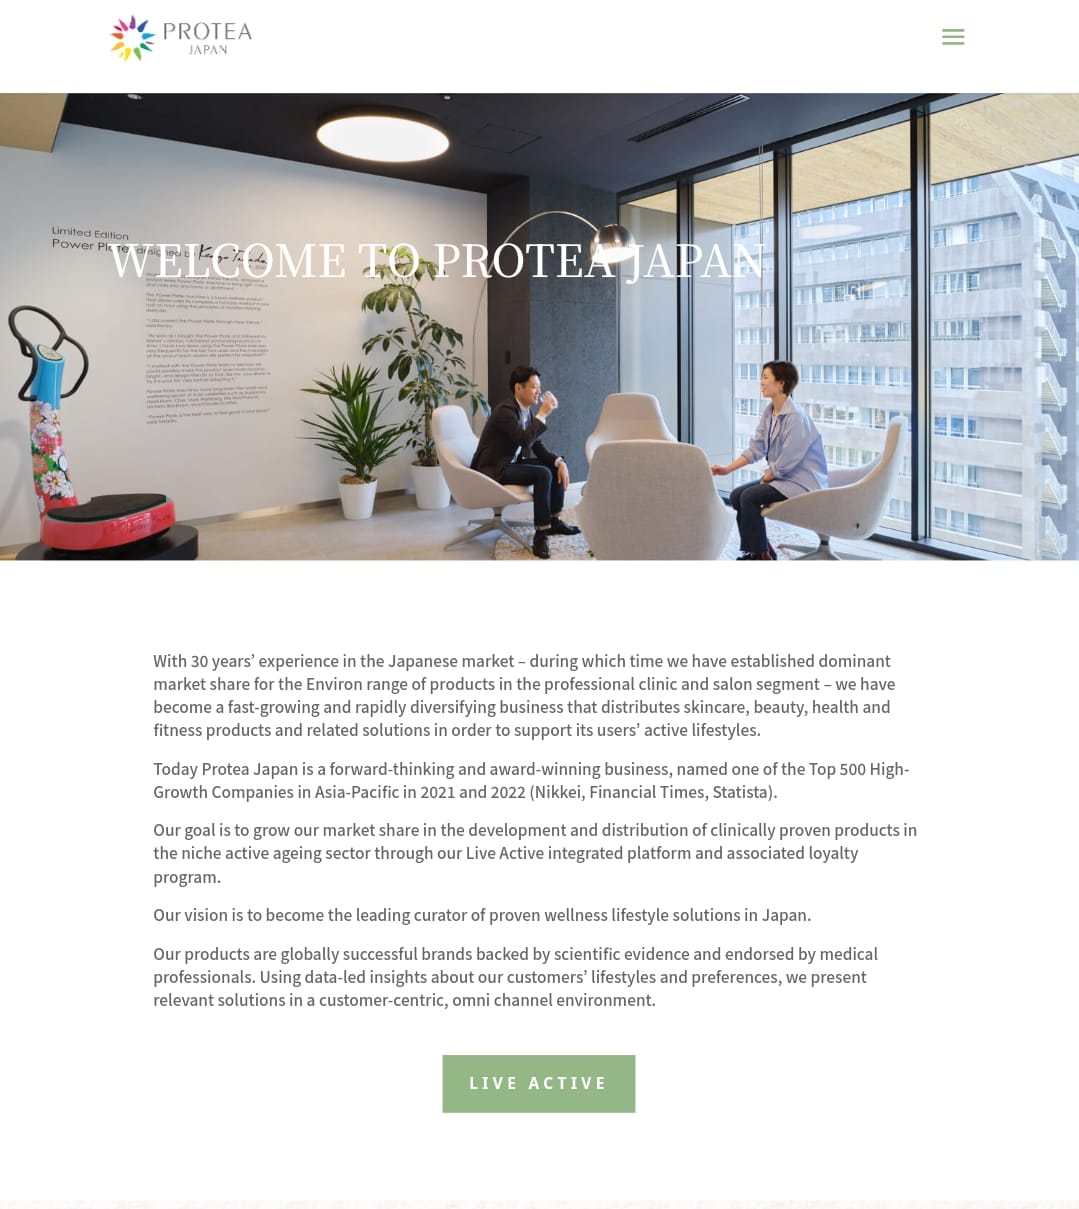 PROTEA
JAPAN
Limited Edition
Power Plate designed by Kenzo Takada
WELCOME TO PROTEA JAPAN
With 30 years’ experience in the Japanese market – during which time we have established dominant
market share for the Environ range of products in the professional clinic and salon segment – we have
become a fast-growing and rapidly diversifying business that distributes skincare, beauty, health and
fitness products and related solutions in order to support its users’ active lifestyles.
Today Protea Japan is a forward-thinking and award-winning business, named one of the Top 500 High-
Growth Companies in Asia-Pacific in 2021 and 2022 (Nikkei, Financial Times, Statista).
Our goal is to grow our market share in the development and distribution of clinically proven products in
the niche active ageing sector through our Live Active integrated platform and associated loyalty
program.
Our vision is to become the leading curator of proven wellness lifestyle solutions in Japan.
Our products are globally successful brands backed by scientific evidence and endorsed by medical
professionals. Using data-led insights about our customers’ lifestyles and preferences, we present
relevant solutions in a customer-centric, omni channel environment.
LIVE ACTIVE